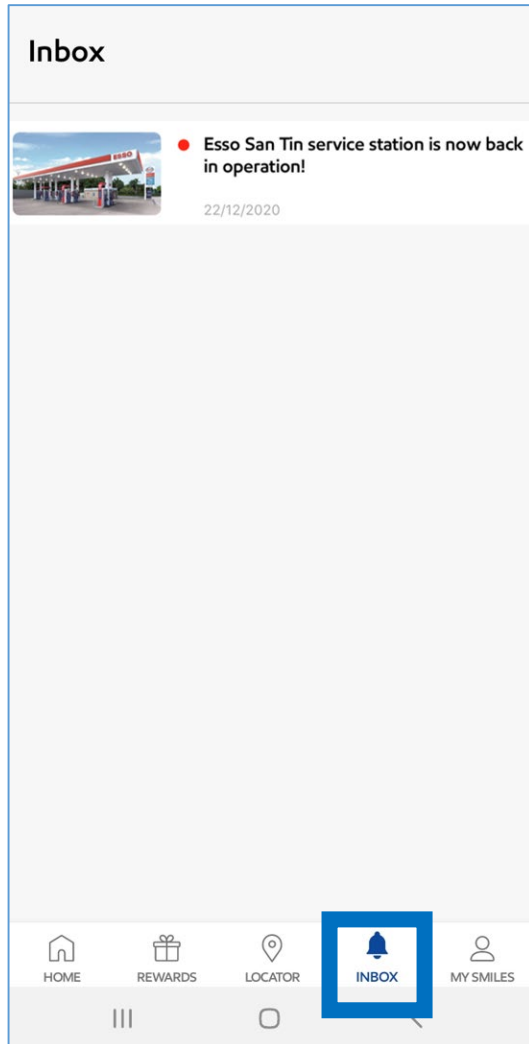 Inbox
Esso San Tin service station is now back
in operation!
22/12/2020
ESSO
HOME
REWARDS
LOCATOR
INBOX
MY SMILES